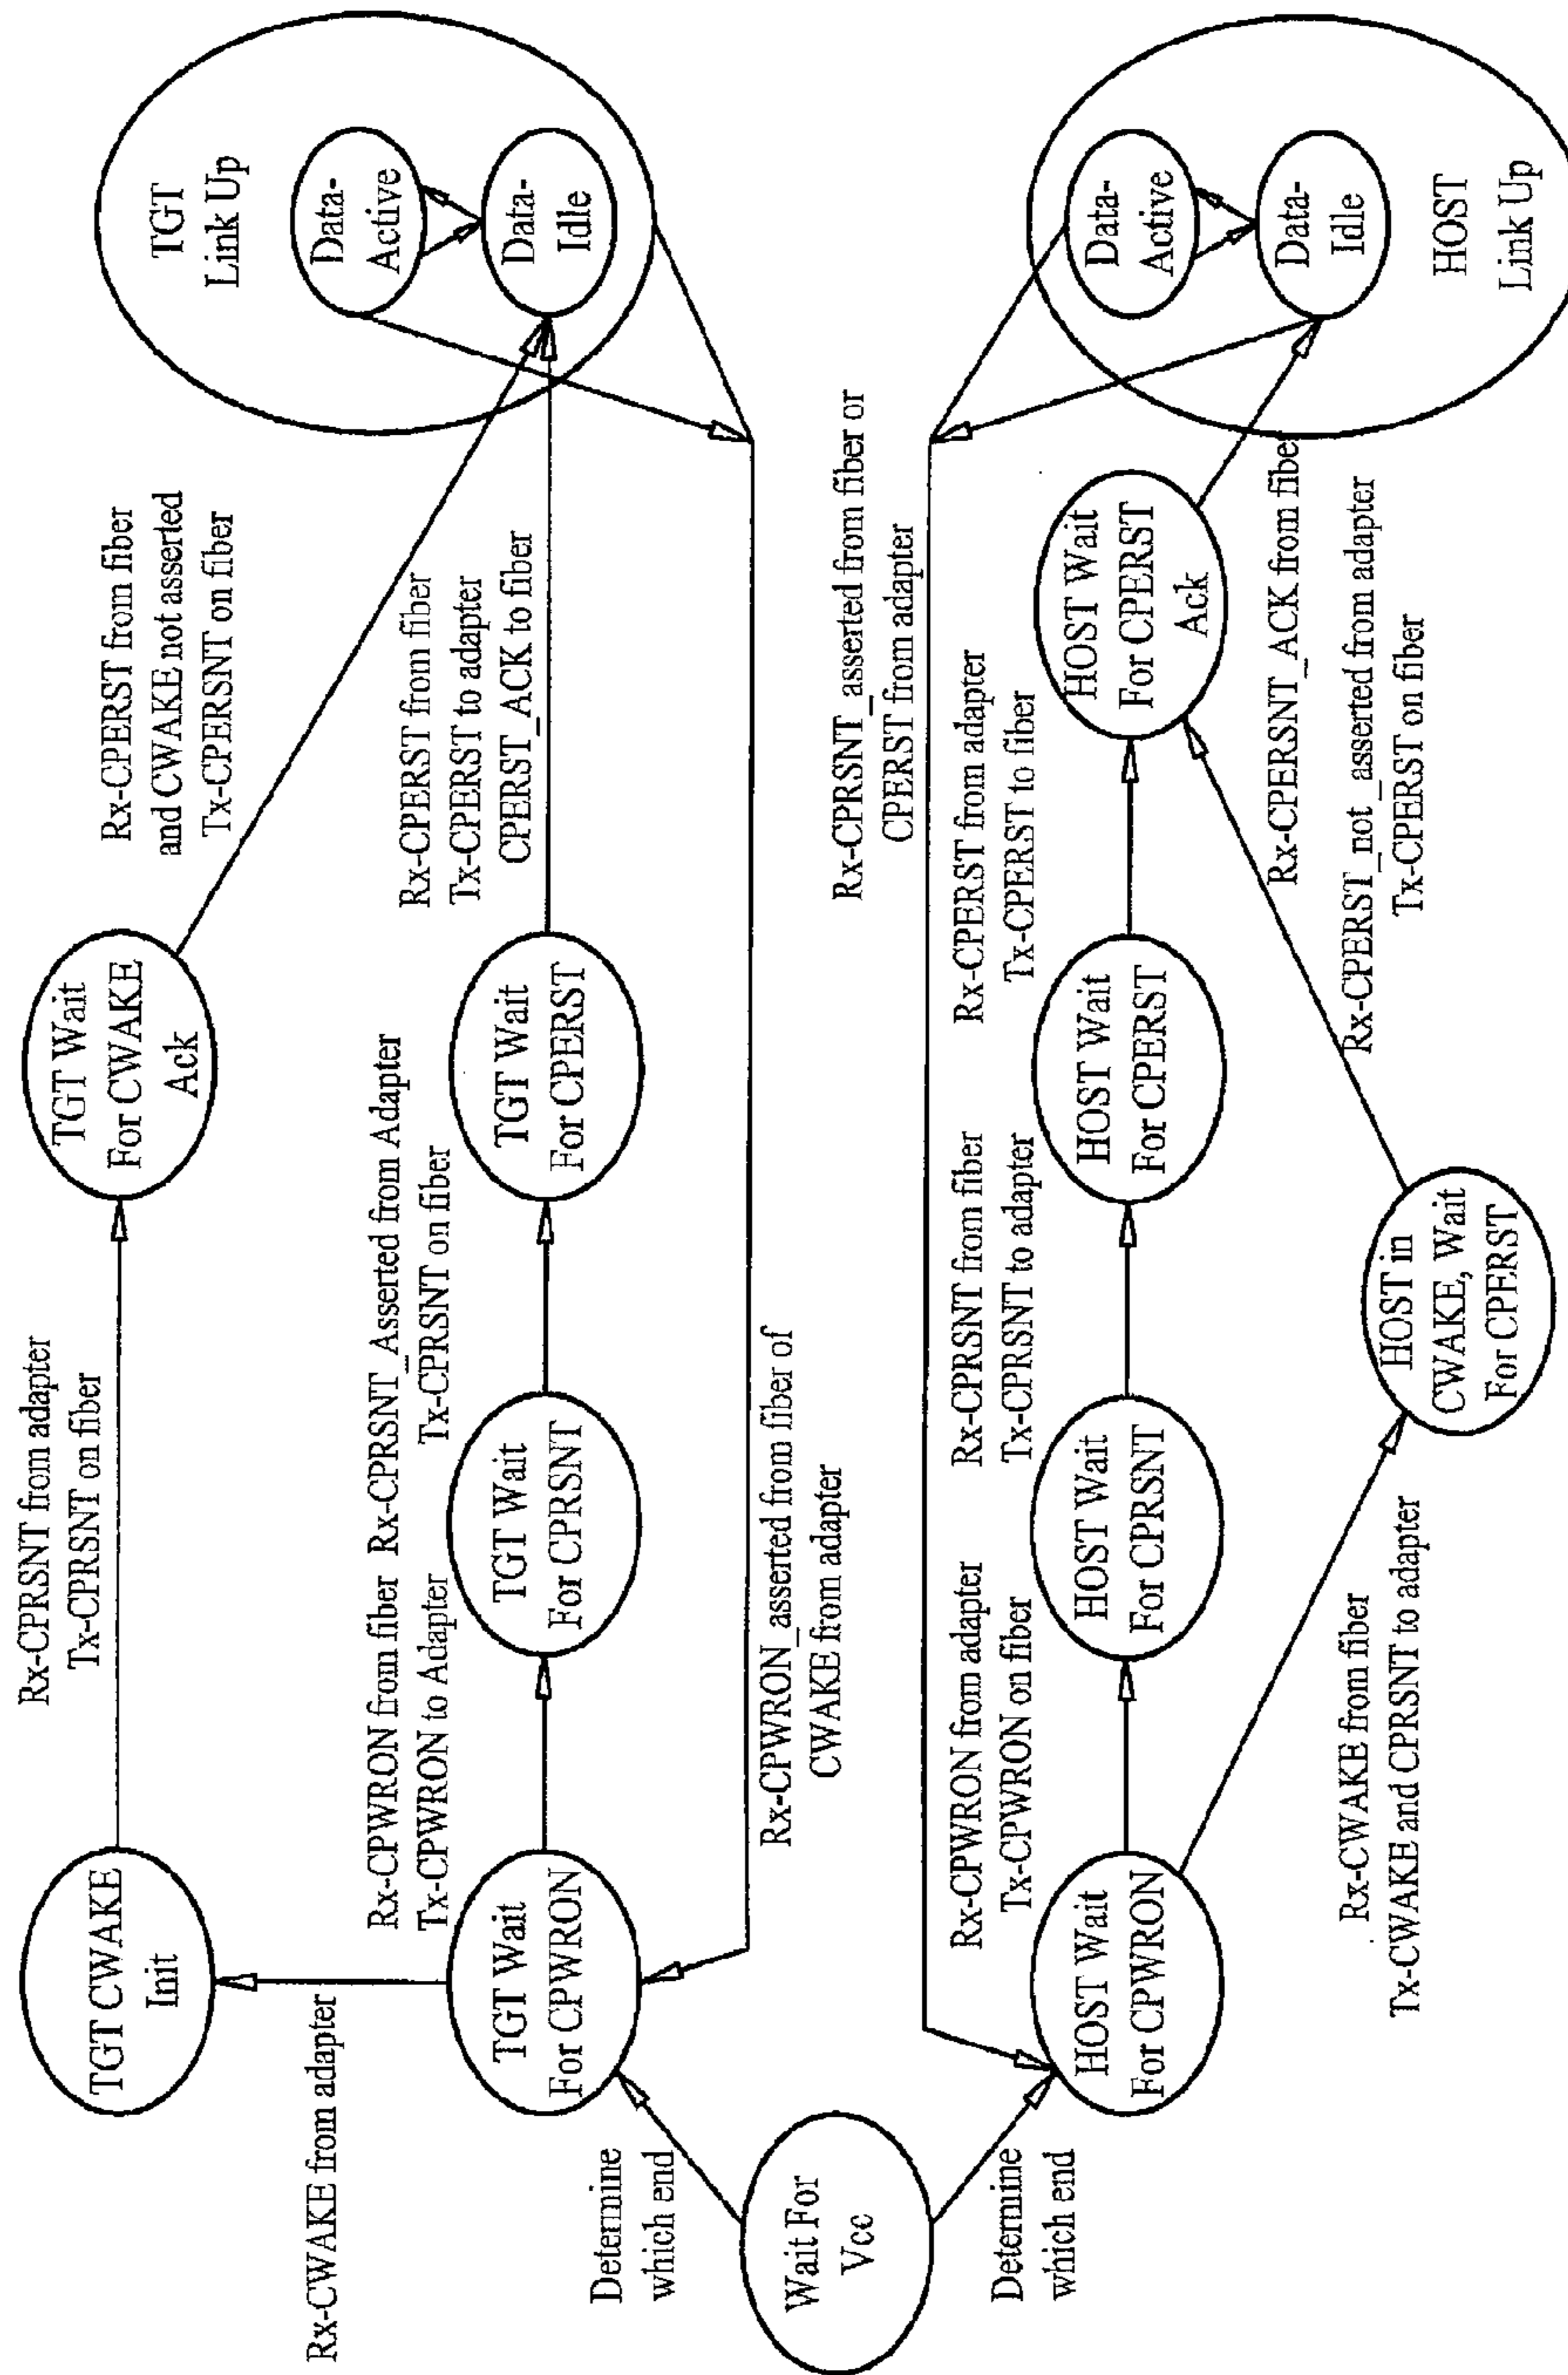 TGT CWAKE
Init
Rx-CPRSNT from adapter
Tx-CPRSNT on fiber
TGT Wait
For CWAKE
Ack
Rx-CPERST from fiber
and CWAKE not asserted
Tx-CPERSNT on fiber
TGT
Link Up
Data-
Active
Data-
Idle
Rx-CWAKE from adapter
Rx-CPWRON from fiber
Tx-CPWRON to Adapter
Rx-CPRSNT_Asserted from Adapter
Tx-CPRSNT on fiber
Rx-CPERST from fiber
Tx-CPERST to adapter
CPERST_ACK to fiber
TGT Wait
For CPWRON
TGT Wait
For CPRSNT
TGT Wait
For CPERST
Determine
which end
Rx-CPWRON_asserted from fiber of
CWAKE from adapter
Wait For
Vcc
Rx-CPRSNT_asserted from fiber or
CPERST from adapter
Determine
which end
Rx-CPWRON from adapter
Tx-CPWRON on fiber
Rx-CPRSNT from fiber
Tx-CPRSNT to adapter
Rx-CPERST from adapter
Tx-CPERST to fiber
HOST Wait
For CPWRON
HOST Wait
For CPRSNT
HOST Wait
For CPERST
HOST Wait
For CPERST
Ack
Data-
Active
Data-
Idle
HOST
Link Up
Rx-CPERSNT_ACK from fiber
Rx-CPERST_not_asserted from adapter
Tx-CPERST on fiber
Rx-CWAKE from fiber
Tx-CWAKE and CPRSNT to adapter
HOST in
CWAKE, Wait
For CPERST